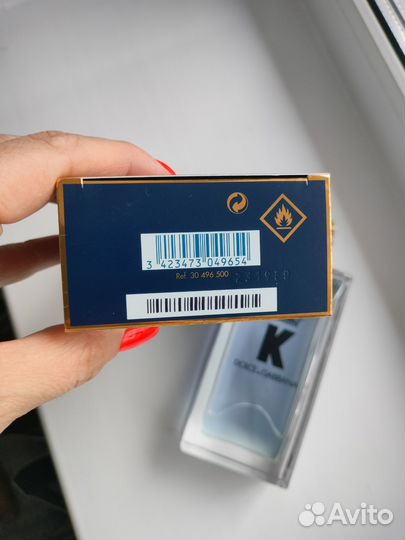 3 423473 049654
Ref. 30 496 500
K
DOLCE & GABBANA
Avito